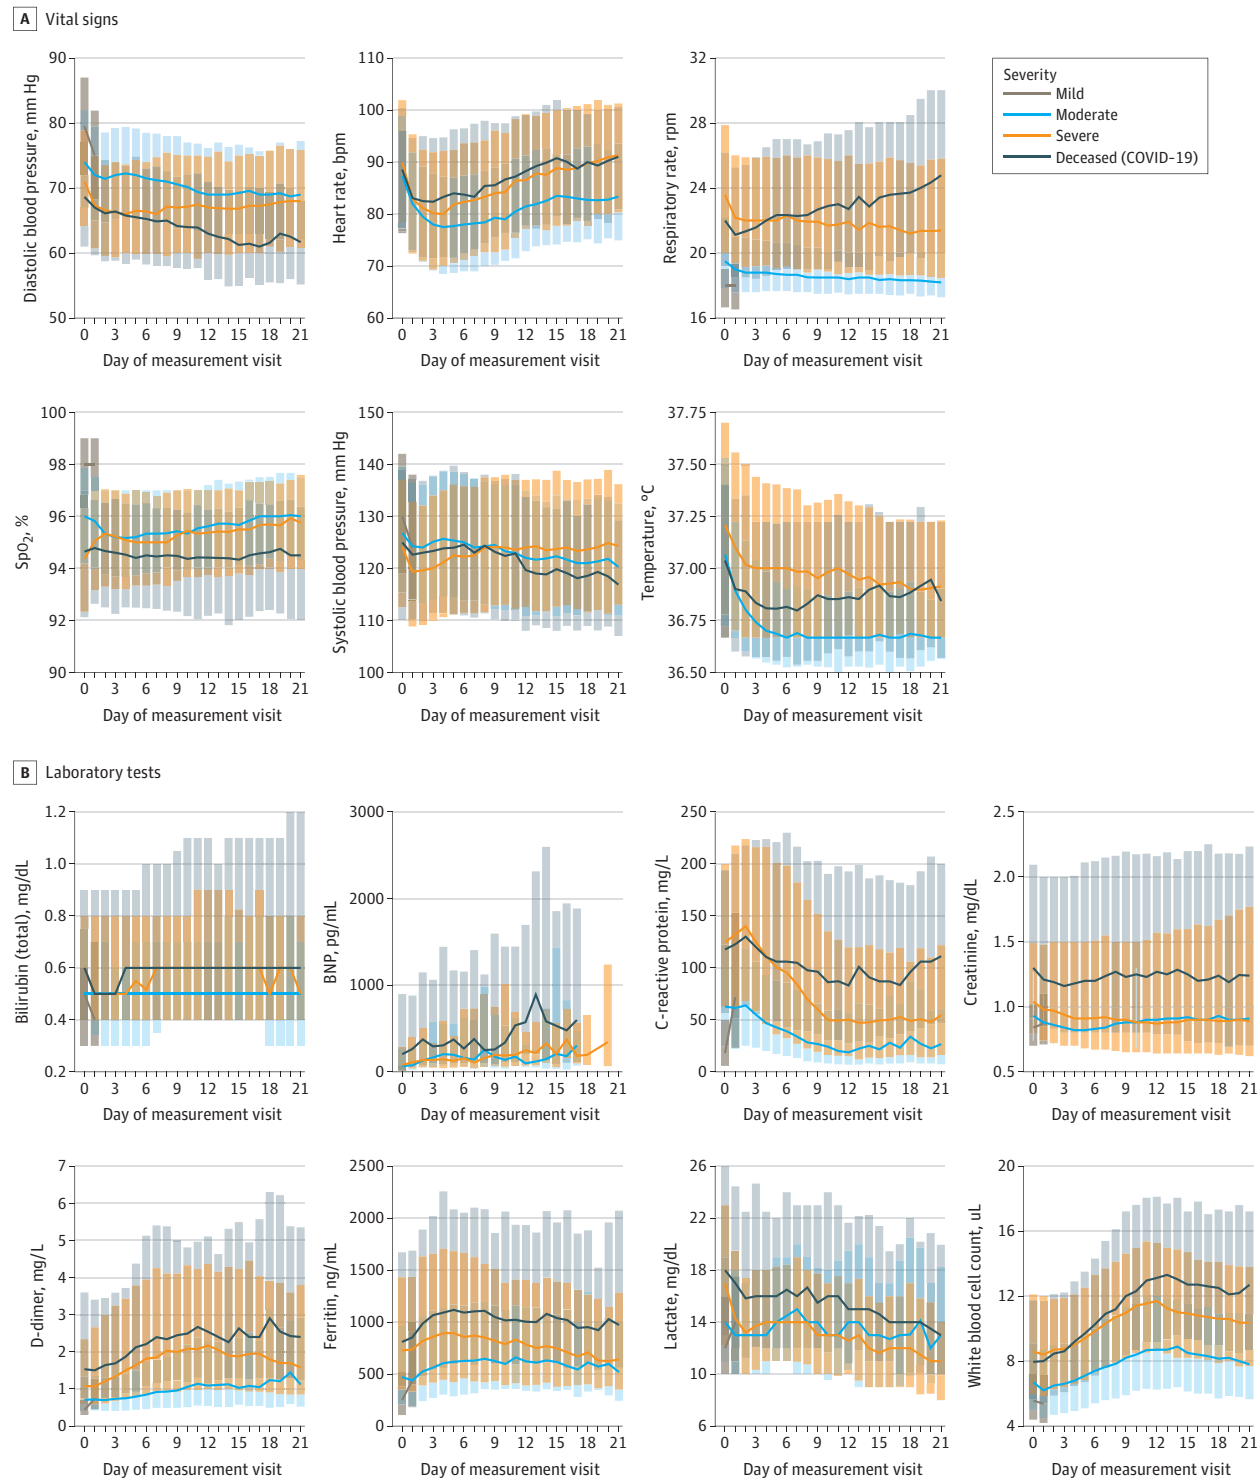 A Vital signs
Diastolic blood pressure, mm Hg
90
80
70
60
50
0 3 6 9 12 15 18 21
Day of measurement visit
Heart rate, bpm
110
100
90
80
70
60
0 3 6 9 12 15 18 21
Day of measurement visit
Respiratory rate, rpm
32
28
24
20
16
0 3 6 9 12 15 18 21
Day of measurement visit
Severity
Mild
Moderate
Severe
Deceased (COVID-19)
SpO2, %
100
98
96
94
92
90
0 3 6 9 12 15 18 21
Day of measurement visit
Systolic blood pressure, mm Hg
150
140
130
120
110
100
0 3 6 9 12 15 18 21
Day of measurement visit
Temperature, °C
37.75
37.50
37.25
37.00
36.75
36.50
0 3 6 9 12 15 18 21
Day of measurement visit
B Laboratory tests
Bilirubin (total), mg/dL
1.2
1.0
0.8
0.6
0.4
0.2
0 3 6 9 12 15 18 21
Day of measurement visit
BNP, pg/mL
3000
2000
1000
0
0 3 6 9 12 15 18 21
Day of measurement visit
C-reactive protein, mg/L
250
200
150
100
50
0
0 3 6 9 12 15 18 21
Day of measurement visit
Creatinine, mg/dL
2.5
2.0
1.5
1.0
0.5
0 3 6 9 12 15 18 21
Day of measurement visit
D-dimer, mg/L
7
6
5
4
3
2
1
0
0 3 6 9 12 15 18 21
Day of measurement visit
Ferritin, ng/mL
2500
2000
1500
1000
500
0
0 3 6 9 12 15 18 21
Day of measurement visit
Lactate, mg/dL
26
22
18
14
10
6
0 3 6 9 12 15 18 21
Day of measurement visit
White blood cell count, uL
20
16
12
8
4
0 3 6 9 12 15 18 21
Day of measurement visit